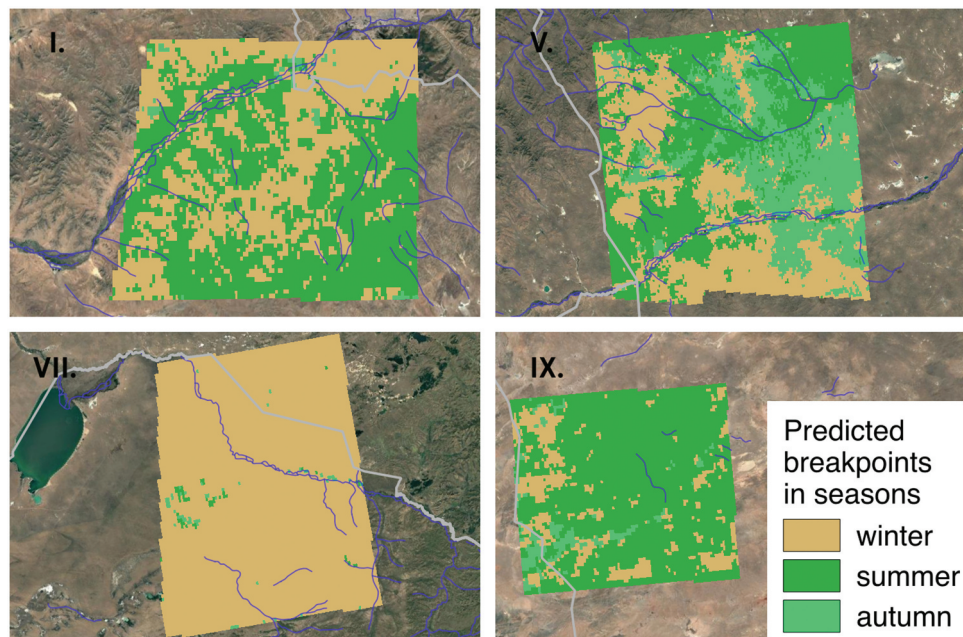 I.
V.
VII.
IX.
Predicted
breakpoints
in seasons
winter
summer
autumn